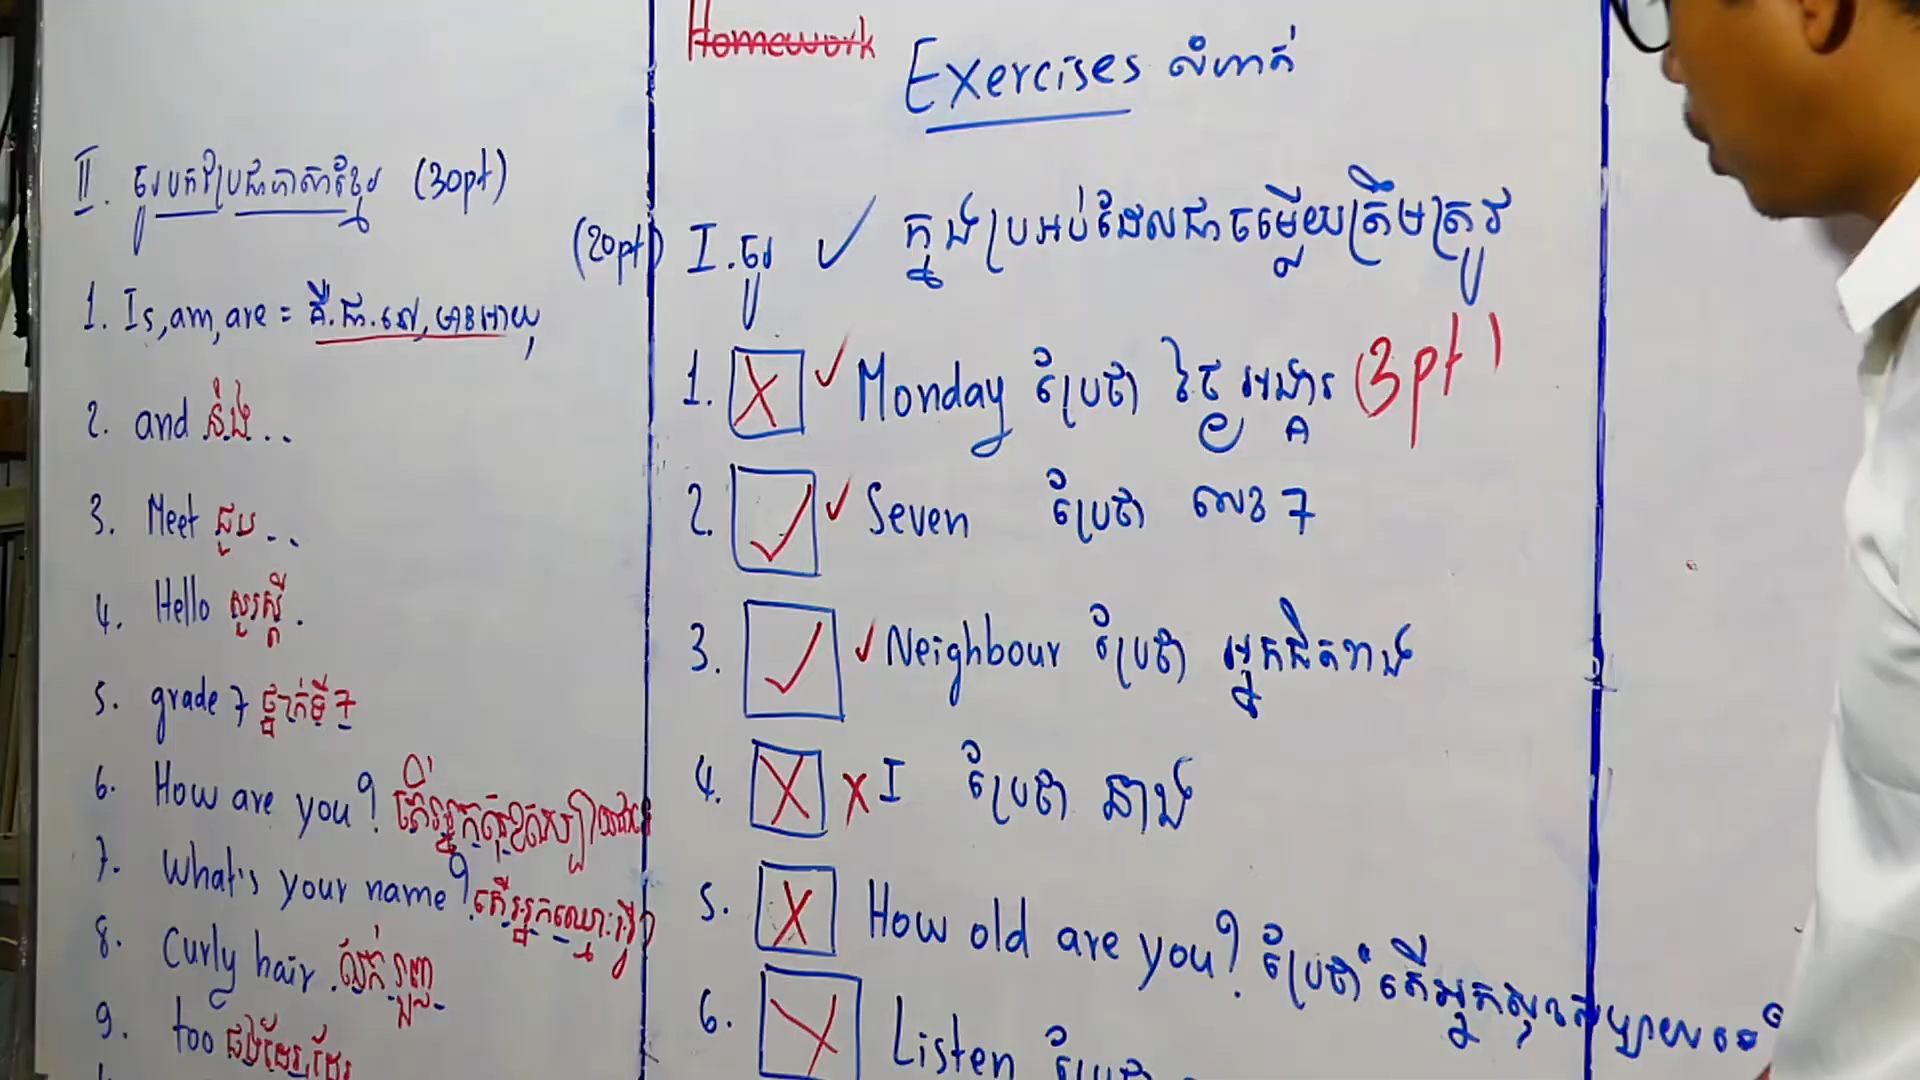 Homework
Exercises លំហាត់
II. ចូរបកប្រែជាភាសាខ្មែរ (30pt)
1. Is, am, are = គឺ.ជា.នៅ, មានអាយុ
2. and និង..
3. Meet ជួប..
4. Hello សួរស្តី.
5. grade 7 ថ្នាក់ទី 7
6. How are you? តើអ្នកសុខសប្បាយជាទេ
7. What's your name? តើអ្នកឈ្មោះអ្វី?
8. Curly hair. សក់រួញ
9. too ផងដែរ, ដែរ
(20pt) I. ចូរ ✓ ក្នុងប្រអប់ដែលជាចម្លើយត្រឹមត្រូវ
1. X ✓ Monday ប្រែថា ថ្ងៃអង្គារ (3pt)
2. ✓ ✓ Seven ប្រែថា លេខ 7
3. ✓ ✓ Neighbour ប្រែថា អ្នកជិតខាង
4. X X I ប្រែថា នាង
5. X How old are you? ប្រែថា តើអ្នកសុខសប្បាយទេ
6. X Listen ប្រែថា